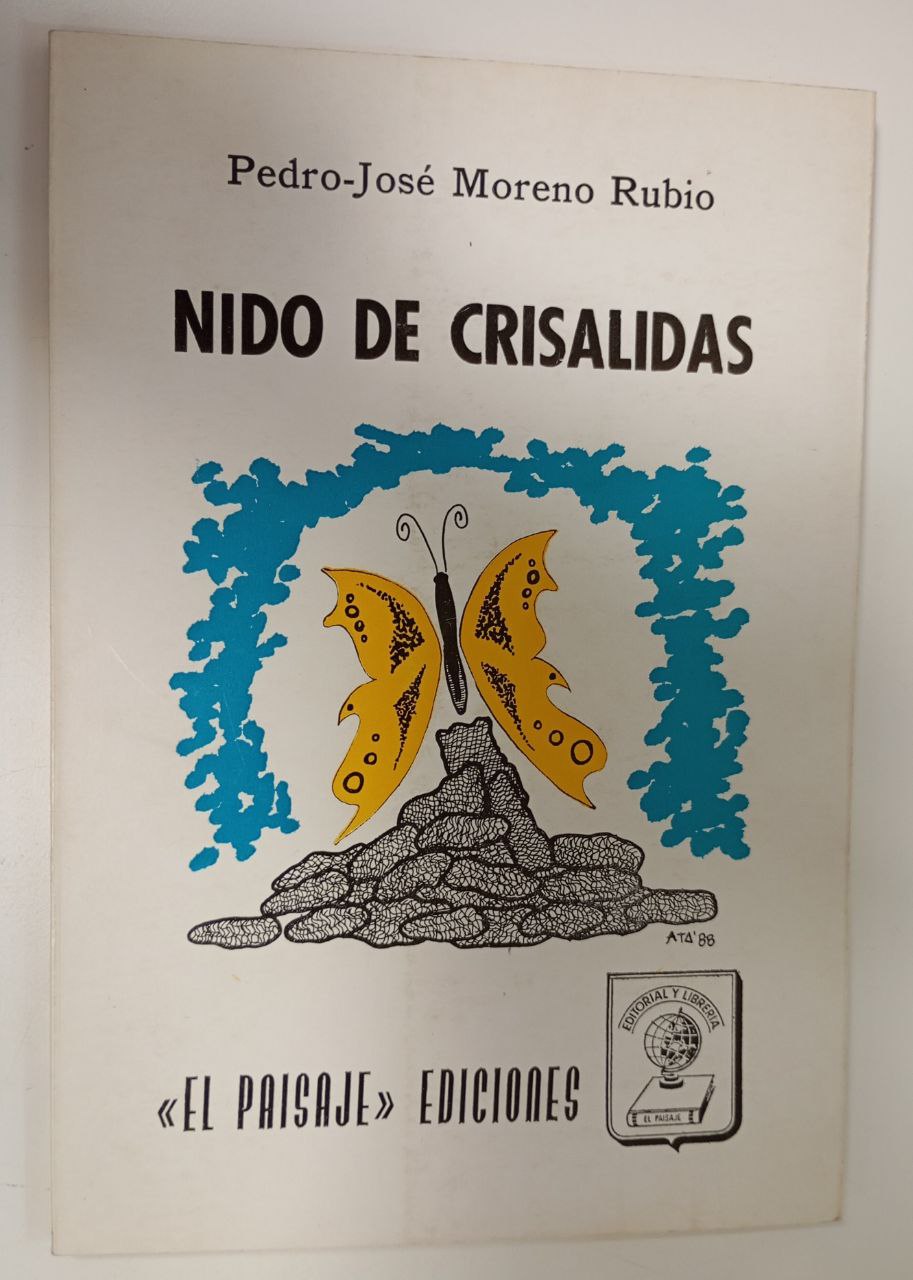 Pedro-José Moreno Rubio
NIDO DE CRISALIDAS
ATA'88
EDITORIAL Y LIBRERIA
EL PAISAJE
«EL PAISAJE» EDICIONES